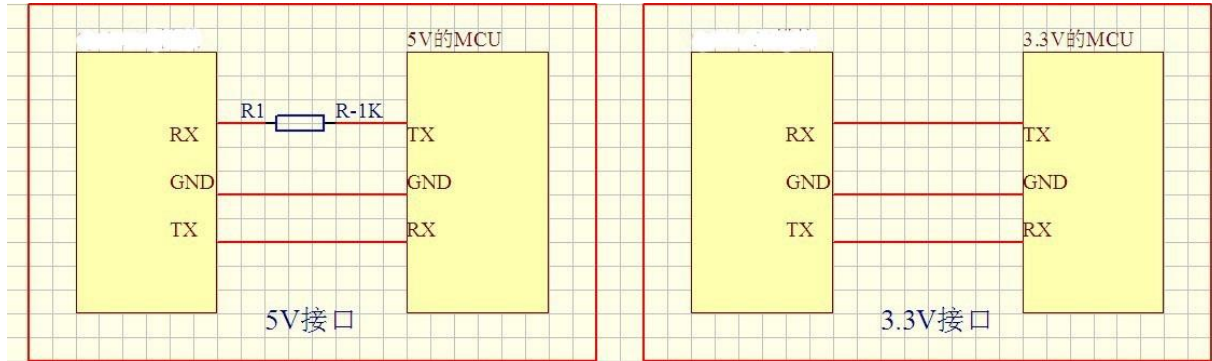 5V的MCU
R1 R-1K
RX TX
GND GND
TX RX
5V接口
3.3V的MCU
RX TX
GND GND
TX RX
3.3V接口